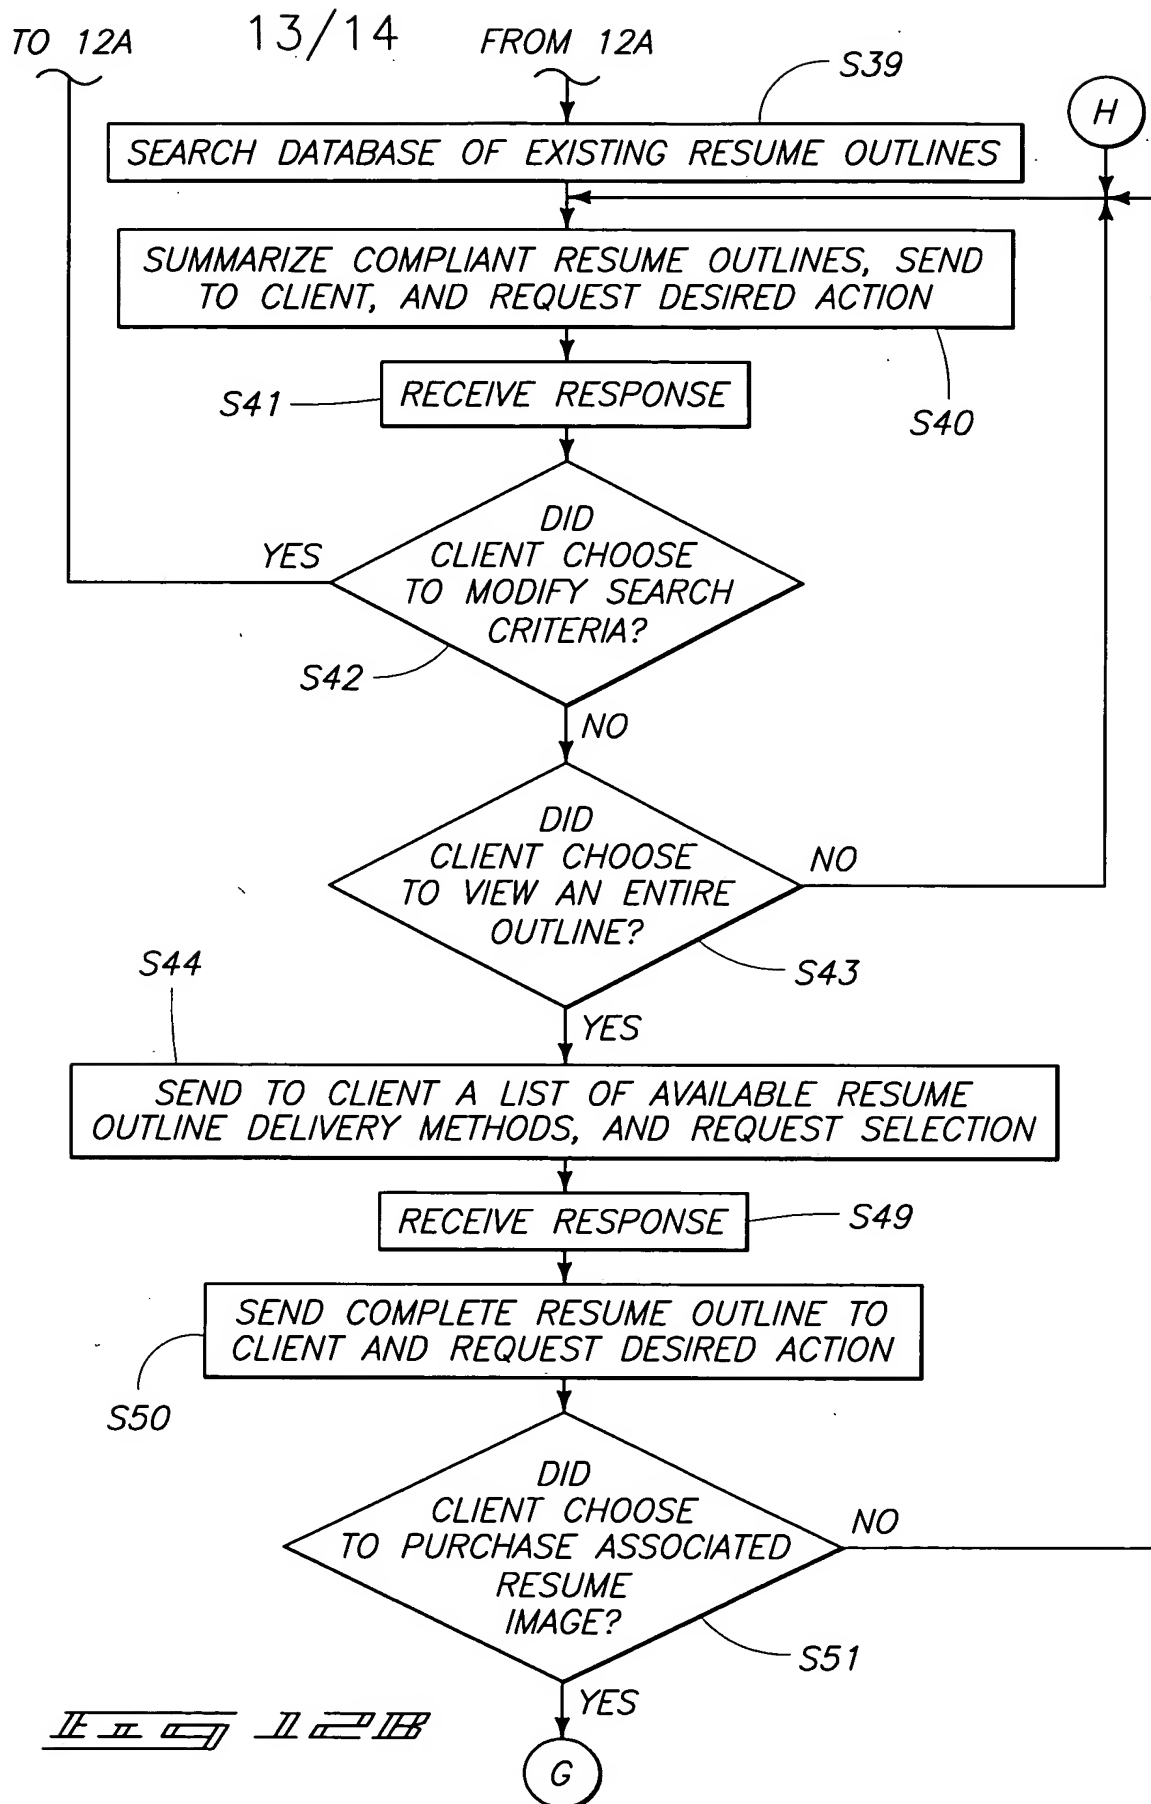 TO 12A
13/14
FROM 12A
S39
H
SEARCH DATABASE OF EXISTING RESUME OUTLINES
SUMMARIZE COMPLIANT RESUME OUTLINES, SEND
TO CLIENT, AND REQUEST DESIRED ACTION
S40
S41
RECEIVE RESPONSE
DID
CLIENT CHOOSE
TO MODIFY SEARCH
CRITERIA?
YES
S42
NO
DID
CLIENT CHOOSE
TO VIEW AN ENTIRE
OUTLINE?
NO
S43
S44
YES
SEND TO CLIENT A LIST OF AVAILABLE RESUME
OUTLINE DELIVERY METHODS, AND REQUEST SELECTION
RECEIVE RESPONSE
S49
SEND COMPLETE RESUME OUTLINE TO
CLIENT AND REQUEST DESIRED ACTION
S50
DID
CLIENT CHOOSE
TO PURCHASE ASSOCIATED
RESUME
IMAGE?
NO
S51
YES
G
FIG 12B